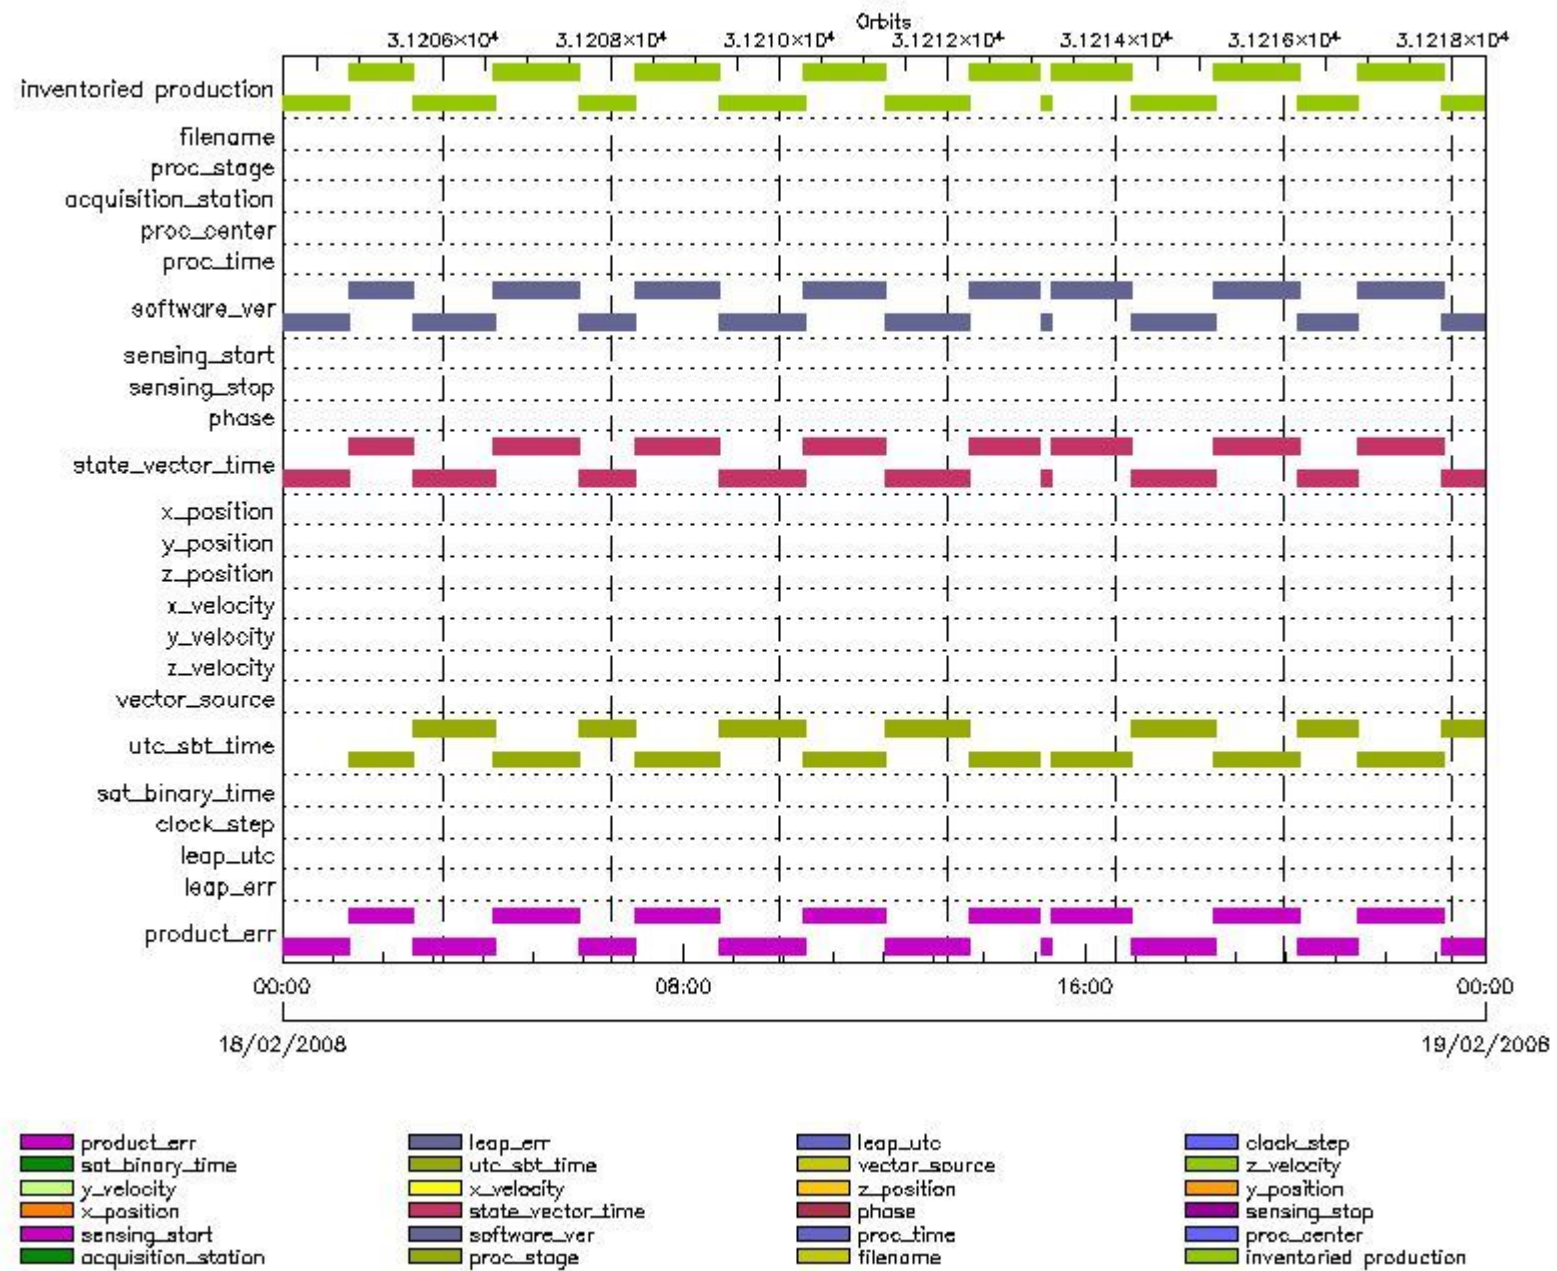 Orbits
3.1206×10⁴ 3.1208×10⁴ 3.1210×10⁴ 3.1212×10⁴ 3.1214×10⁴ 3.1216×10⁴ 3.1218×10⁴
inventoried production
filename
proc_stage
acquisition_station
proc_center
proc_time
software_ver
sensing_start
sensing_stop
phase
state_vector_time
x_position
y_position
z_position
x_velocity
y_velocity
z_velocity
vector_source
utc_sbt_time
sat_binary_time
clock_step
leap_utc
leap_err
product_err
00:00 08:00 16:00 00:00
18/02/2008 19/02/2008
product_err leap_err leap_utc clock_step
sat_binary_time utc_sbt_time vector_source z_velocity
y_velocity x_velocity z_position y_position
x_position state_vector_time phase sensing_stop
sensing_start software_ver proc_time proc_center
acquisition_station proc_stage filename inventoried production